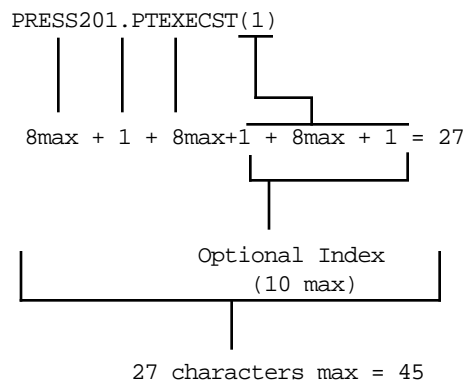 PRESS201.PTEXECST(1)
8max + 1 + 8max+1 + 8max + 1 = 27
Optional Index
(10 max)
27 characters max = 45